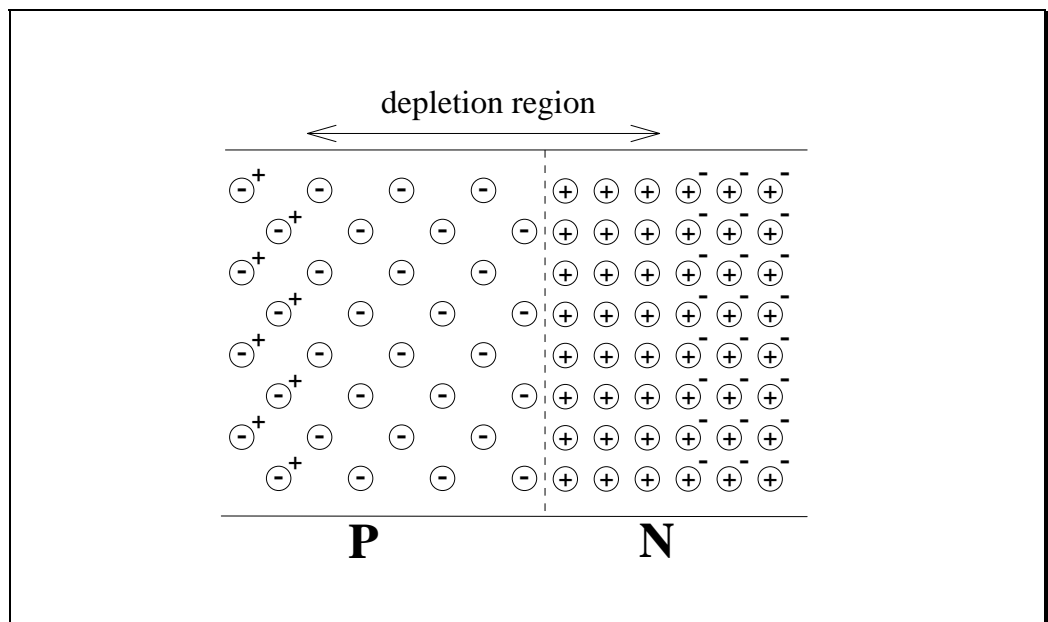 depletion region
- + - - - + + + + - + - + -
- + - - - + + + + - + - + -
- + - - - + + + + - + - + -
- + - - - + + + + - + - + -
- + - - - + + + + - + - + -
- + - - - + + + + - + - + -
- + - - - + + + + - + - + -
- + - - - + + + + - + - + -
P N